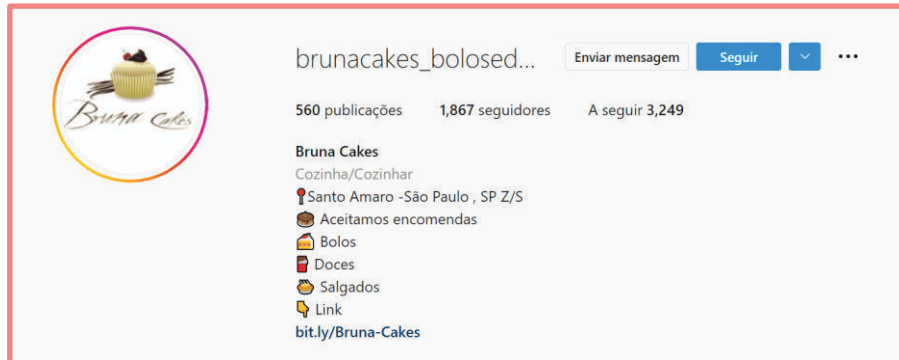 Bruna Cakes
brunacakes_bolosed... Enviar mensagem Seguir
560 publicações 1,867 seguidores A seguir 3,249
Bruna Cakes
Cozinha/Cozinhar
Santo Amaro -São Paulo , SP Z/S
Aceitamos encomendas
Bolos
Doces
Salgados
Link
bit.ly/Bruna-Cakes